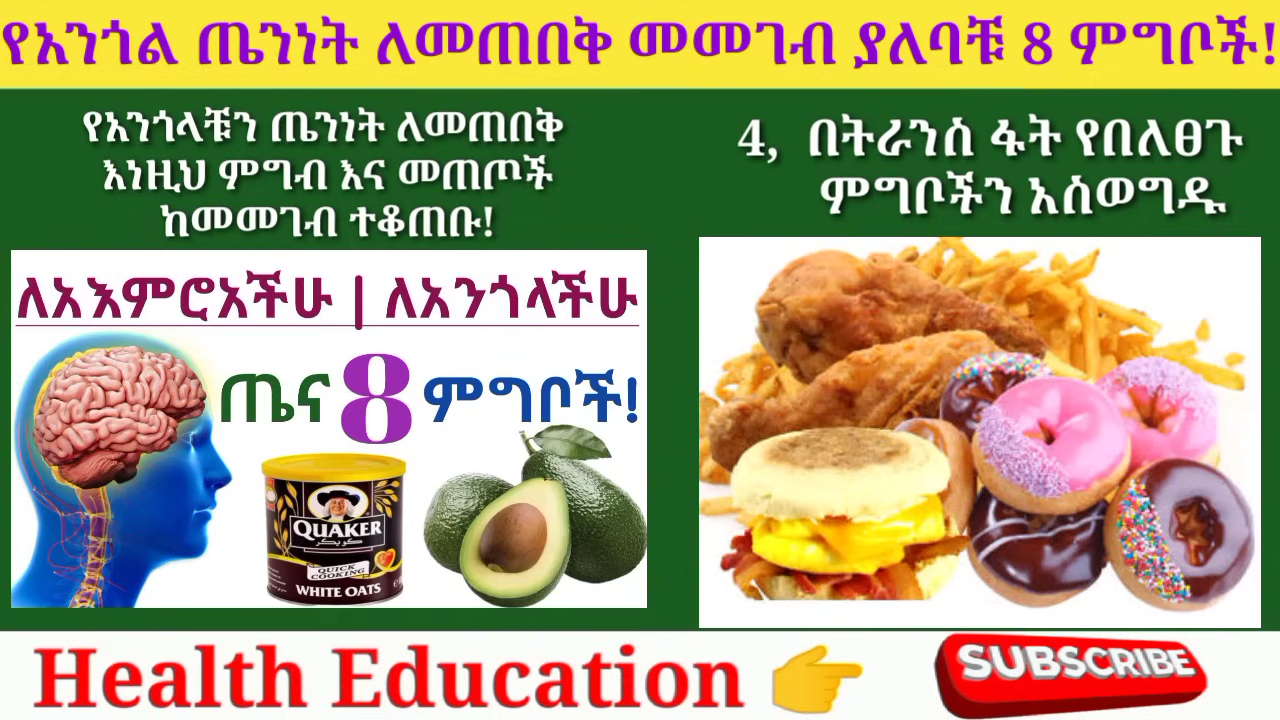 የአንጎል ጤንነት ለመጠበቅ መመገብ ያለባቹ 8 ምግቦች!
የአንጎላቹን ጤንነት ለመጠበቅ
እነዚህ ምግብ እና መጠጦች
ከመመገብ ተቆጠቡ!
ለአእምሮአችሁ | ለአንጎላችሁ
ጤና 8 ምግቦች!
QUAKER
كويكر
QUICK
COOKING
WHITE OATS
4, በትራንስ ፋት የበለፀጉ
ምግቦችን አስወግዱ
Health Education
SUBSCRIBE